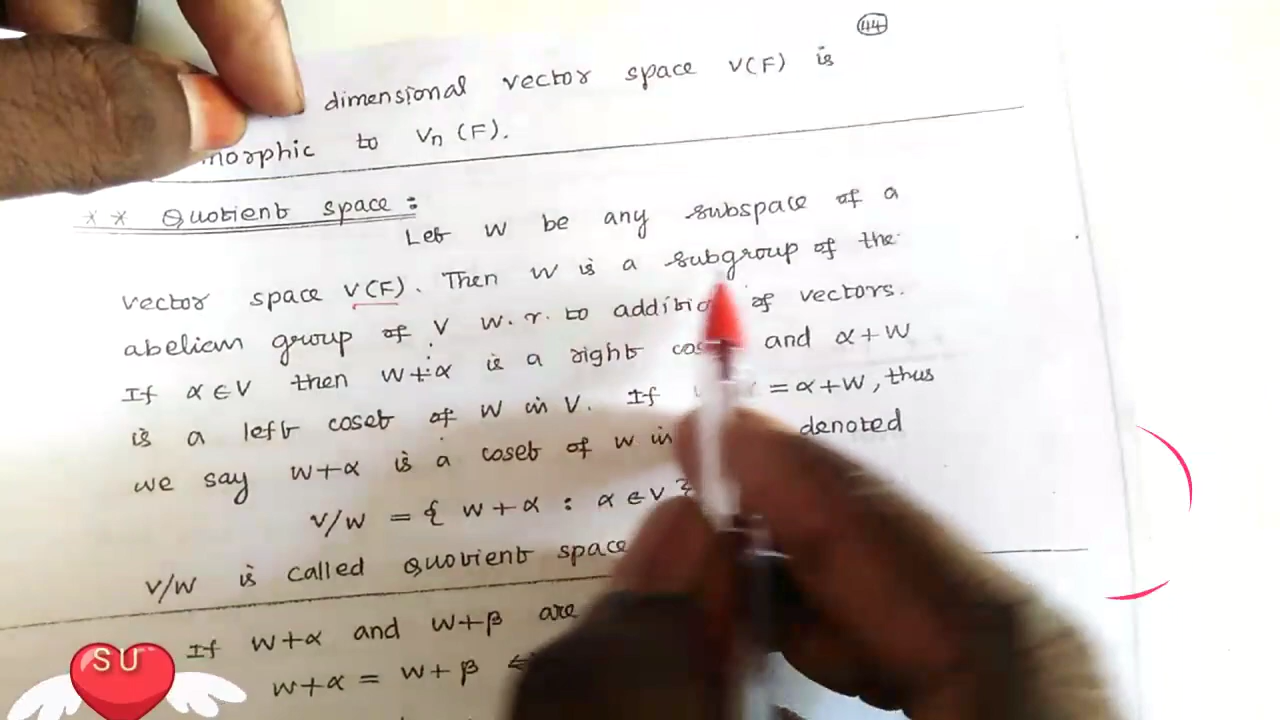 44
dimensional vector space V(F) is
morphic to Vn (F).
** Quotient space:
Let W be any subspace of a
vector space V(F). Then W is a subgroup of the
abelian group of V w.r. to addition of vectors.
If α ∈ V then W+α is a right and α+W
is a left coset of W in V. If = α+W, thus
we say W+α is a coset of W in denoted
V/W = { W+α : α ∈ V }
V/W is called Quotient space
If W+α and W+β are
W+α = W+β
SU